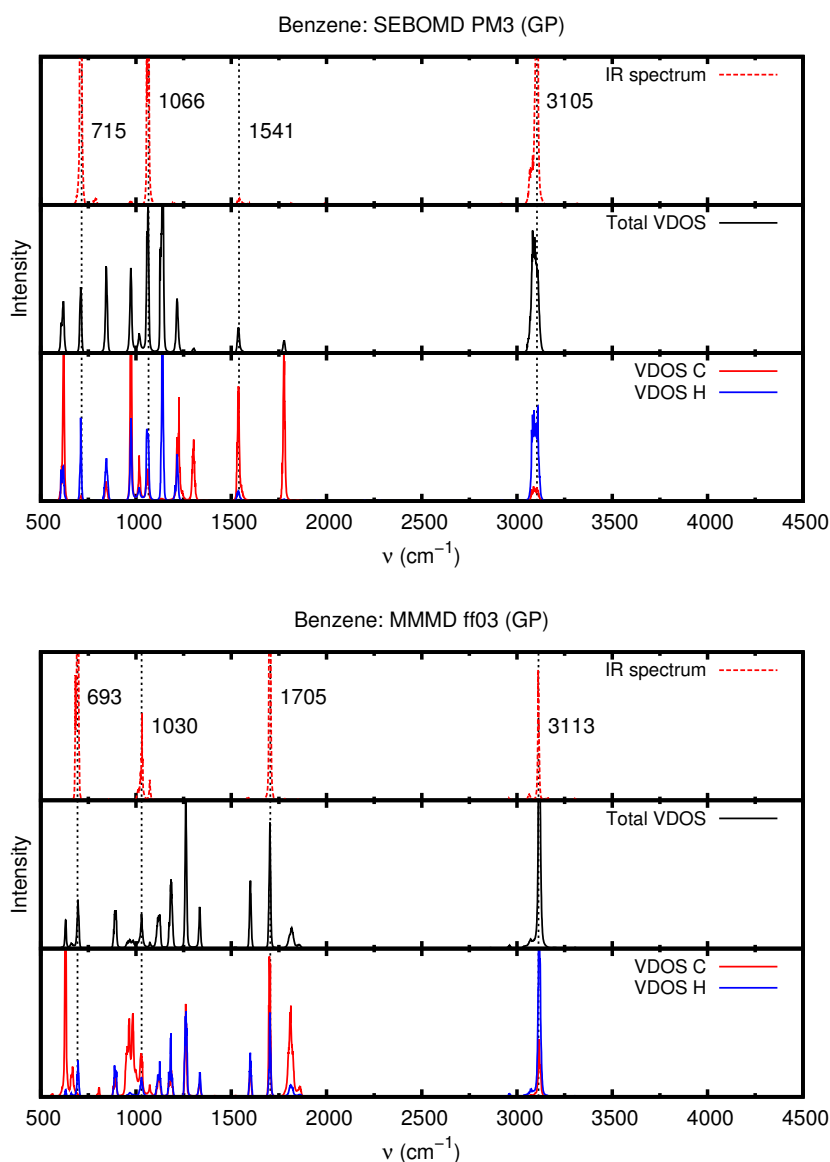 Benzene: SEBOMD PM3 (GP)
IR spectrum
715
1066
1541
3105
Total VDOS
Intensity
VDOS C
VDOS H
500 1000 1500 2000 2500 3000 3500 4000 4500
ν (cm⁻¹)
Benzene: MMMD ff03 (GP)
IR spectrum
693
1030
1705
3113
Total VDOS
Intensity
VDOS C
VDOS H
500 1000 1500 2000 2500 3000 3500 4000 4500
ν (cm⁻¹)